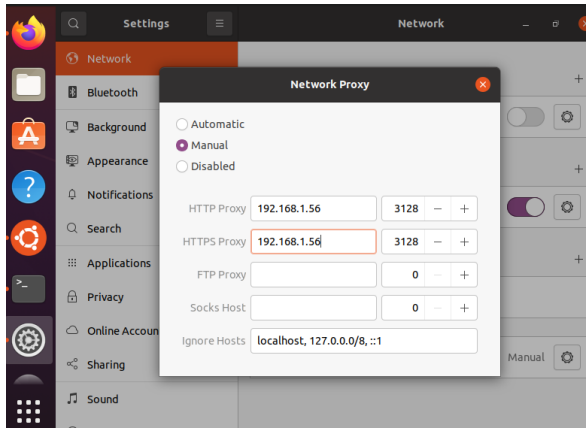 Settings
Network
Network
Bluetooth
Background
Appearance
Notifications
Search
Applications
Privacy
Online Accoun
Sharing
Sound
Network Proxy
Automatic
Manual
Disabled
HTTP Proxy 192.168.1.56 3128 − +
HTTPS Proxy 192.168.1.56 3128 − +
FTP Proxy 0 − +
Socks Host 0 − +
Ignore Hosts localhost, 127.0.0.0/8, ::1
Manual